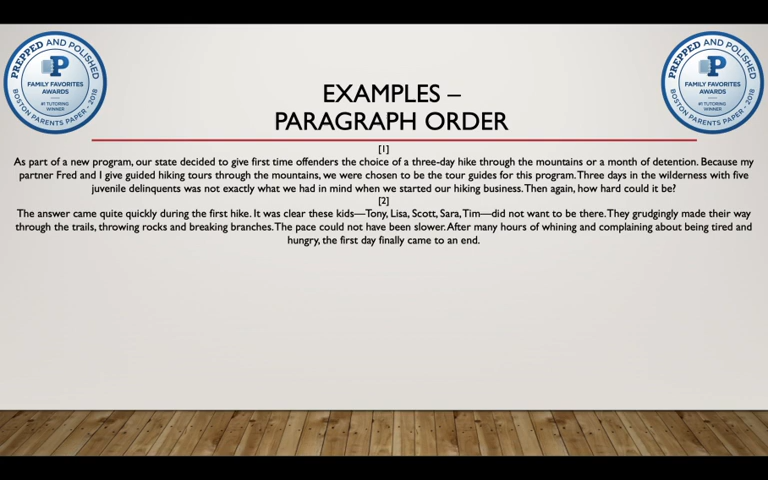 PREPPED AND POLISHED
P
FAMILY FAVORITES
AWARDS
#1 TUTORING
WINNER
BOSTON PARENTS PAPER - 2018
PREPPED AND POLISHED
P
FAMILY FAVORITES
AWARDS
#1 TUTORING
WINNER
BOSTON PARENTS PAPER - 2018
EXAMPLES –
PARAGRAPH ORDER
[1]
As part of a new program, our state decided to give first time offenders the choice of a three-day hike through the mountains or a month of detention. Because my
partner Fred and I give guided hiking tours through the mountains, we were chosen to be the tour guides for this program. Three days in the wilderness with five
juvenile delinquents was not exactly what we had in mind when we started our hiking business. Then again, how hard could it be?
[2]
The answer came quite quickly during the first hike. It was clear these kids—Tony, Lisa, Scott, Sara, Tim—did not want to be there. They grudgingly made their way
through the trails, throwing rocks and breaking branches. The pace could not have been slower. After many hours of whining and complaining about being tired and
hungry, the first day finally came to an end.